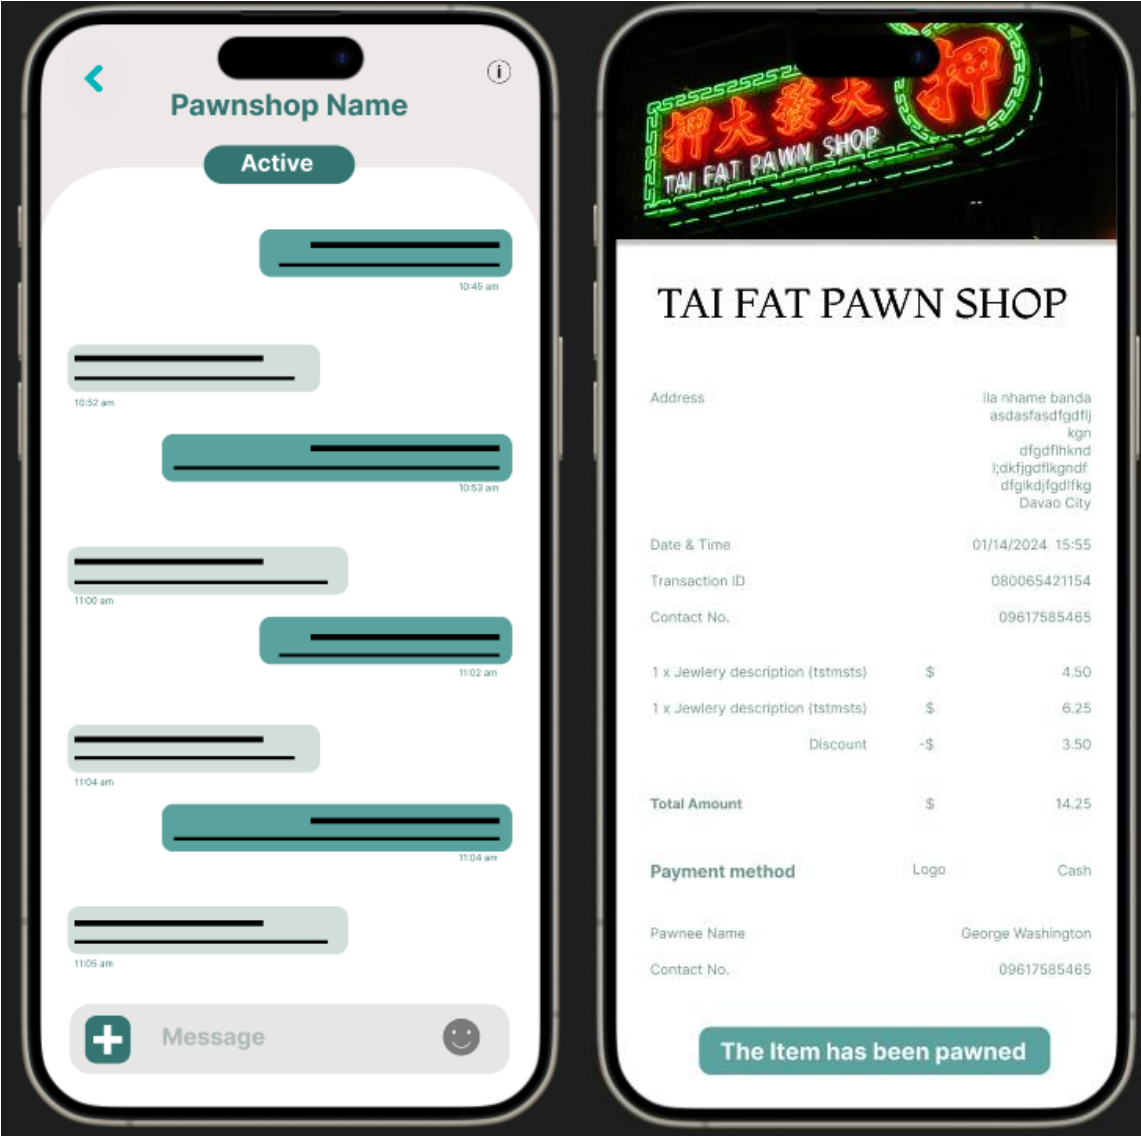 Pawnshop Name
Active
10:45 am
10:52 am
10:53 am
11:00 am
11:02 am
11:04 am
11:04 am
11:05 am
Message
押大發大
押
TAI FAT PAWN SHOP
TAI FAT PAWN SHOP
Address ila nhame banda
asdasfasdfgdflj
kgn
dfgdflhknd
l;dkfjgdflkgndf
dfglkdjfgdlfkg
Davao City
Date & Time 01/14/2024 15:55
Transaction ID 080065421154
Contact No. 09617585465
1 x Jewlery description (tstmsts) $ 4.50
1 x Jewlery description (tstmsts) $ 6.25
Discount -$ 3.50
Total Amount $ 14.25
Payment method Logo Cash
Pawnee Name George Washington
Contact No. 09617585465
The Item has been pawned